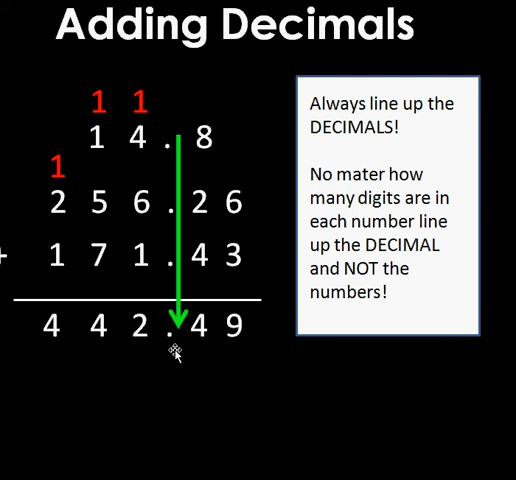 Adding Decimals
1 1
1 4 . 8
1
2 5 6 . 2 6
+ 1 7 1 . 4 3
4 4 2 . 4 9
Always line up the
DECIMALS!
No mater how
many digits are in
each number line
up the DECIMAL
and NOT the
numbers!